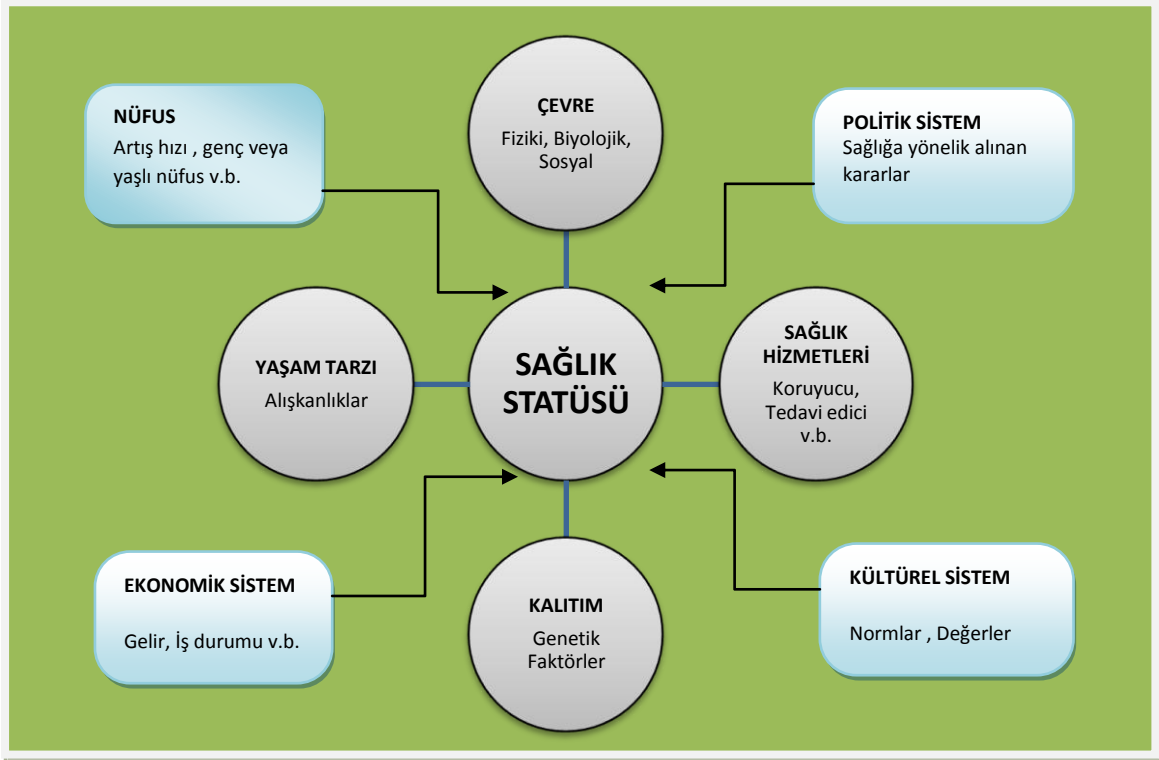 NÜFUS
Artış hızı , genç veya
yaşlı nüfus v.b.
ÇEVRE
Fiziki, Biyolojik,
Sosyal
POLİTİK SİSTEM
Sağlığa yönelik alınan
kararlar
YAŞAM TARZI
Alışkanlıklar
SAĞLIK
STATÜSÜ
SAĞLIK
HİZMETLERİ
Koruyucu,
Tedavi edici
v.b.
EKONOMİK SİSTEM
Gelir, İş durumu v.b.
KALITIM
Genetik
Faktörler
KÜLTÜREL SİSTEM
Normlar , Değerler